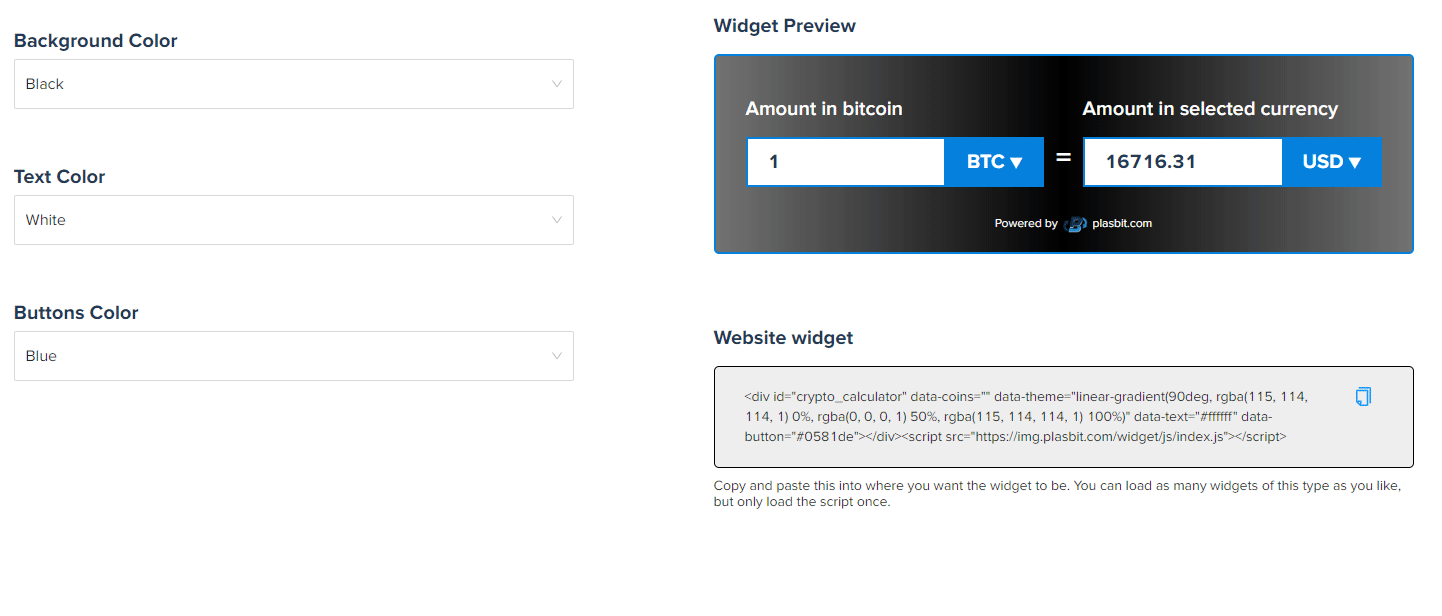 Background Color
Black
Text Color
White
Buttons Color
Blue
Widget Preview
Amount in bitcoin
1
BTC ▼
=
Amount in selected currency
16716.31
USD ▼
Powered by plasbit.com
Website widget
<div id="crypto_calculator" data-coins="" data-theme="linear-gradient(90deg, rgba(115, 114,
114, 1) 0%, rgba(0, 0, 0, 1) 50%, rgba(115, 114, 114, 1) 100%)" data-text="#ffffff" data-
button="#0581de"></div><script src="https://img.plasbit.com/widget/js/index.js"></script>
Copy and paste this into where you want the widget to be. You can load as many widgets of this type as you like,
but only load the script once.